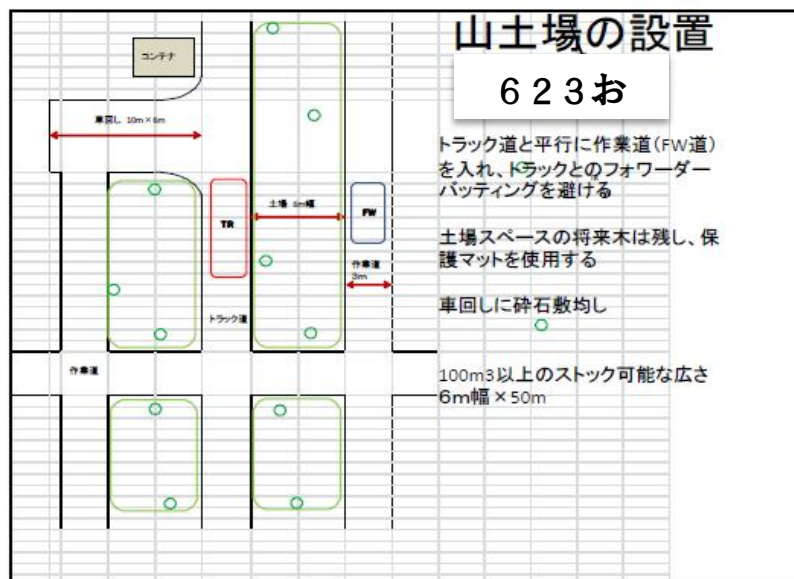 山土場の設置
623お
コンテナ
車回し 10m×6m
トラック道と平行に作業道(FW道)
を入れ、トラックとのフォワーダー
バッティングを避ける
土場 6m幅
TR
FW
土場スペースの将来木は残し、保
護マットを使用する
作業道
3m
車回しに砕石敷均し
トラック道
作業道
100m3以上のストック可能な広さ
6m幅×50m